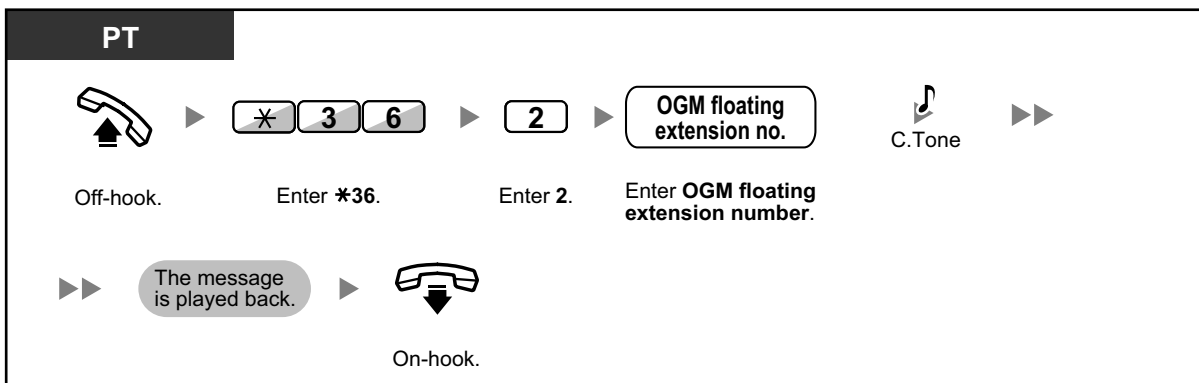 PT
* 3 6
2
OGM floating
extension no.
C.Tone
Off-hook.
Enter *36.
Enter 2.
Enter OGM floating
extension number.
The message
is played back.
On-hook.